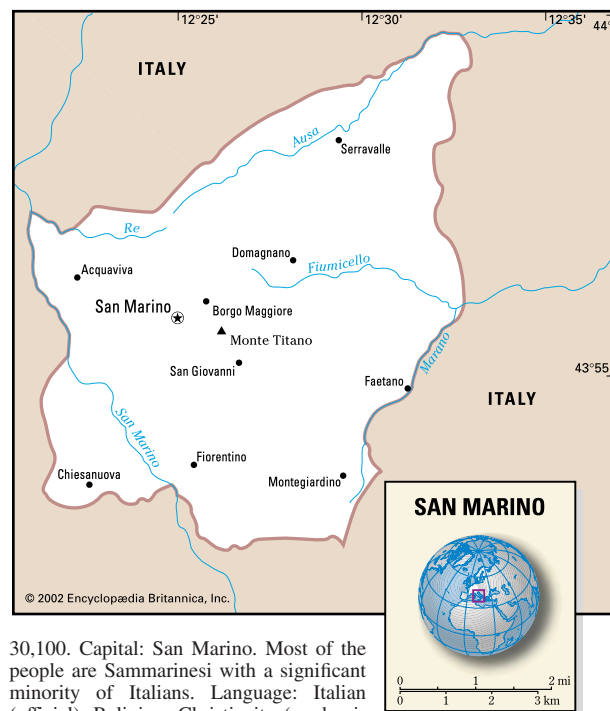 12°25'
12°30'
12°35'
44°
ITALY
Ausa
Serravalle
Re
Domagnano
Fiumicello
Acquaviva
San Marino
Borgo Maggiore
Monte Titano
Marano
San Giovanni
43°55
Faetano
ITALY
San Marino
Fiorentino
Chiesanuova
Montegiardino
© 2002 Encyclopædia Britannica, Inc.
SAN MARINO
0 1 2 mi
0 1 2 3 km
30,100. Capital: San Marino. Most of the
people are Sammarinesi with a significant
minority of Italians. Language: Italian